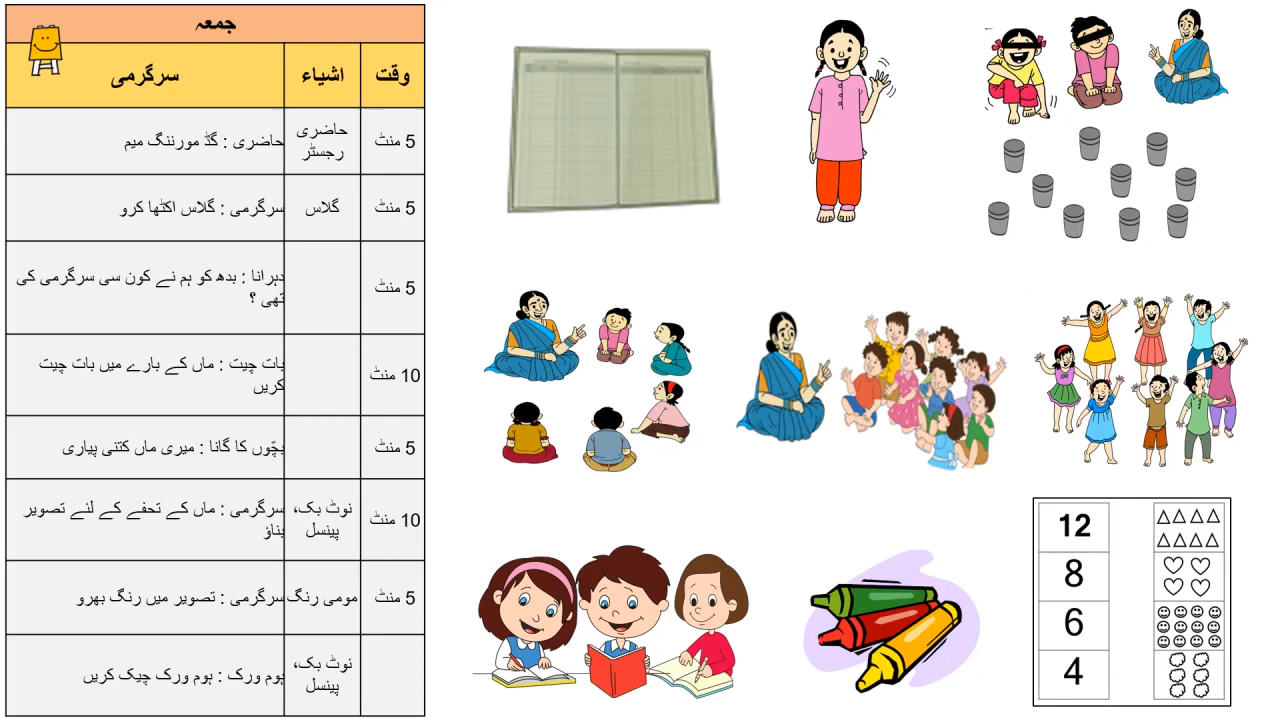 جمعہ
وقت اشیاء سرگرمی
5 منٹ حاضری رجسٹر حاضری : گڈ مورننگ میم
5 منٹ گلاس سرگرمی : گلاس اکٹھا کرو
5 منٹ دہرانا : بدھ کو ہم نے کون سی سرگرمی کی
تھی ؟
10 منٹ بات چیت : ماں کے بارے میں بات چیت
کریں
5 منٹ بچّوں کا گانا : میری ماں کتنی پیاری
10 منٹ نوٹ بک، پینسل سرگرمی : ماں کے تحفے کے لئے تصویر
بناؤ
5 منٹ مومی رنگ سرگرمی : تصویر میں رنگ بھرو
نوٹ بک، پینسل ہوم ورک : ہوم ورک چیک کریں
12
8
6
4